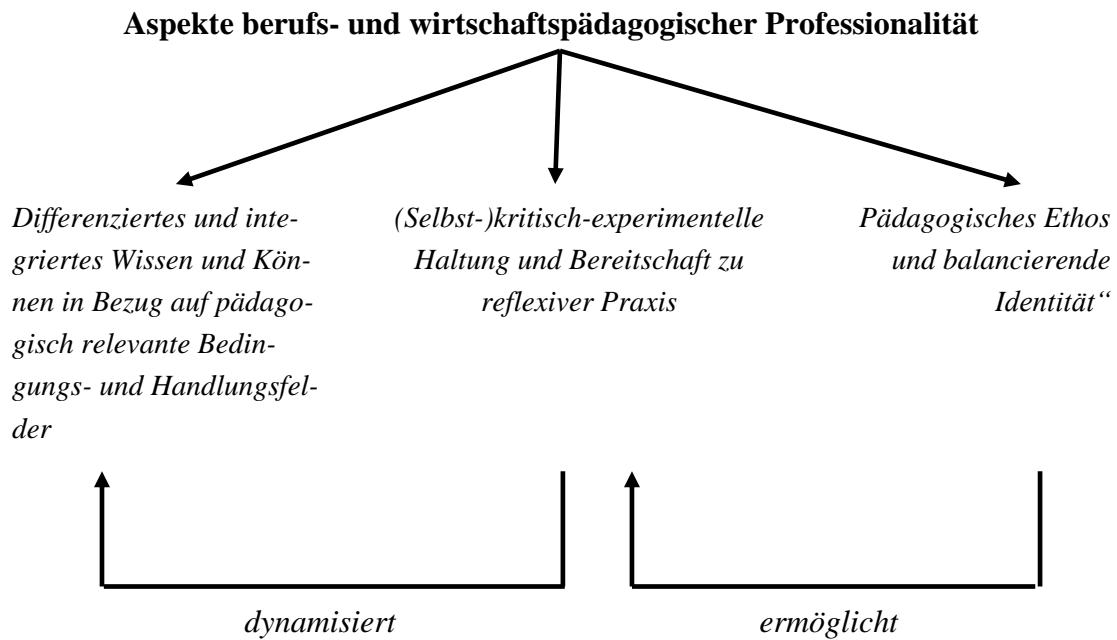 Aspekte berufs- und wirtschaftspädagogischer Professionalität
Differenziertes und inte-
griertes Wissen und Kön-
nen in Bezug auf pädago-
gisch relevante Bedin-
gungs- und Handlungsfel-
der
(Selbst-)kritisch-experimentelle
Haltung und Bereitschaft zu
reflexiver Praxis
Pädagogisches Ethos
und balancierende
Identität“
dynamisiert
ermöglicht